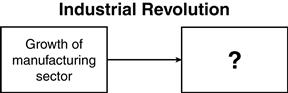 Industrial Revolution
Growth of
manufacturing
sector
?